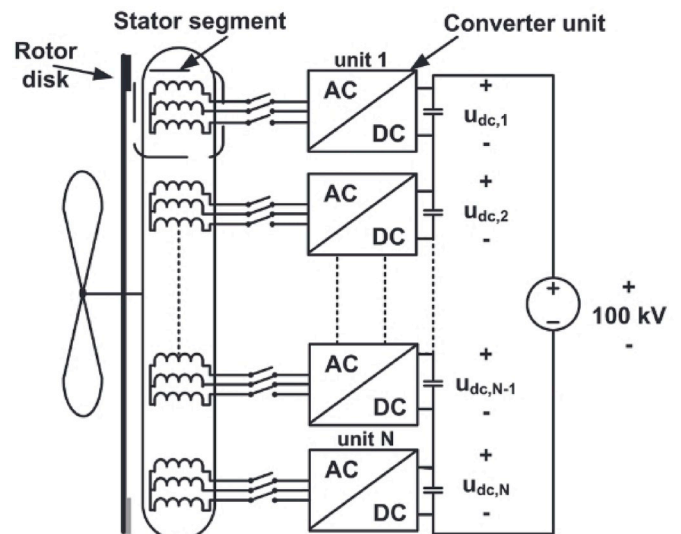 Stator segment
Converter unit
Rotor
disk
unit 1
AC
DC
+
u_dc,1
-
AC
DC
+
u_dc,2
-
+
−
+
100 kV
-
AC
DC
+
u_dc,N-1
-
unit N
AC
DC
+
u_dc,N
-